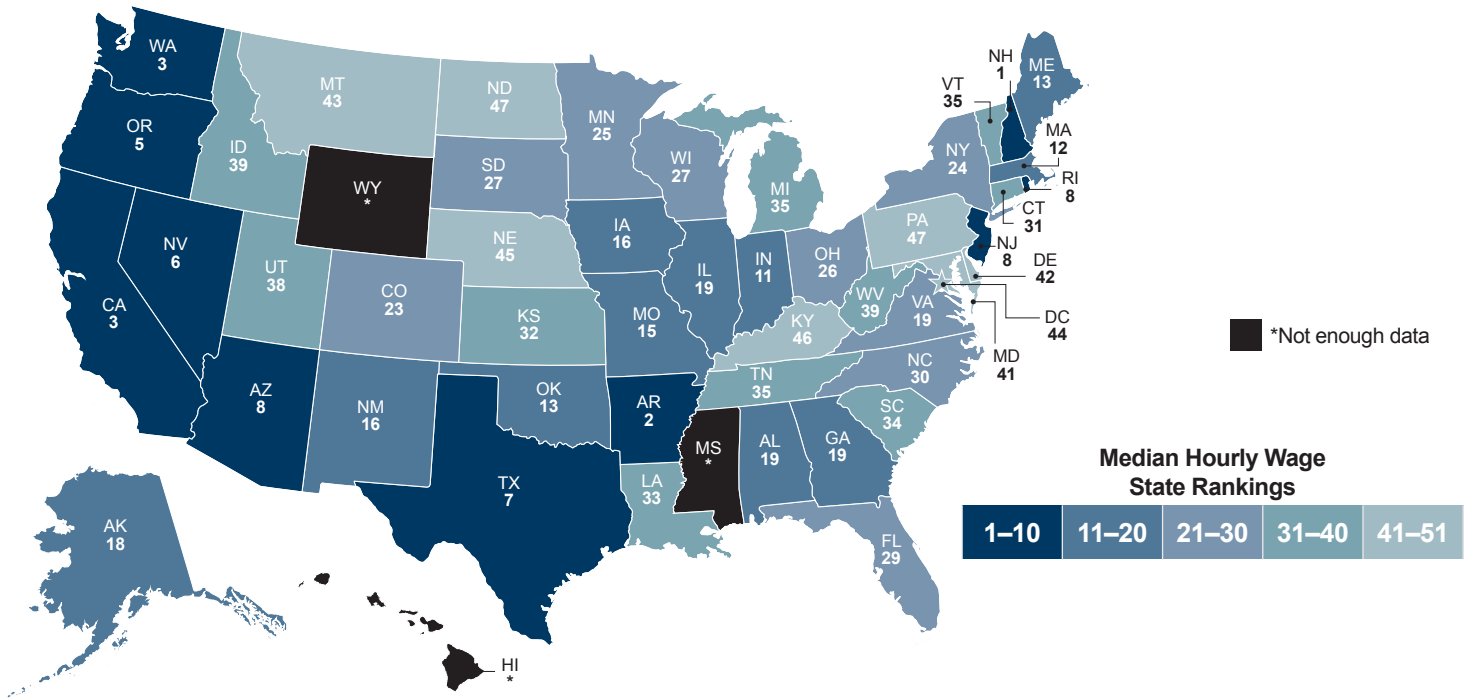 WA
3
OR
5
CA
3
NV
6
ID
39
MT
43
WY
*
UT
38
AZ
8
CO
23
NM
16
ND
47
SD
27
NE
45
KS
32
OK
13
TX
7
MN
25
IA
16
MO
15
AR
2
LA
33
WI
27
IL
19
MI
35
IN
11
OH
26
KY
46
TN
35
MS
*
AL
19
GA
19
FL
29
SC
34
NC
30
VA
19
WV
39
PA
47
NY
24
VT
35
NH
1
ME
13
MA
12
RI
8
CT
31
NJ
8
DE
42
DC
44
MD
41
AK
18
HI
*
*Not enough data
Median Hourly Wage
State Rankings
1–10 11–20 21–30 31–40 41–51